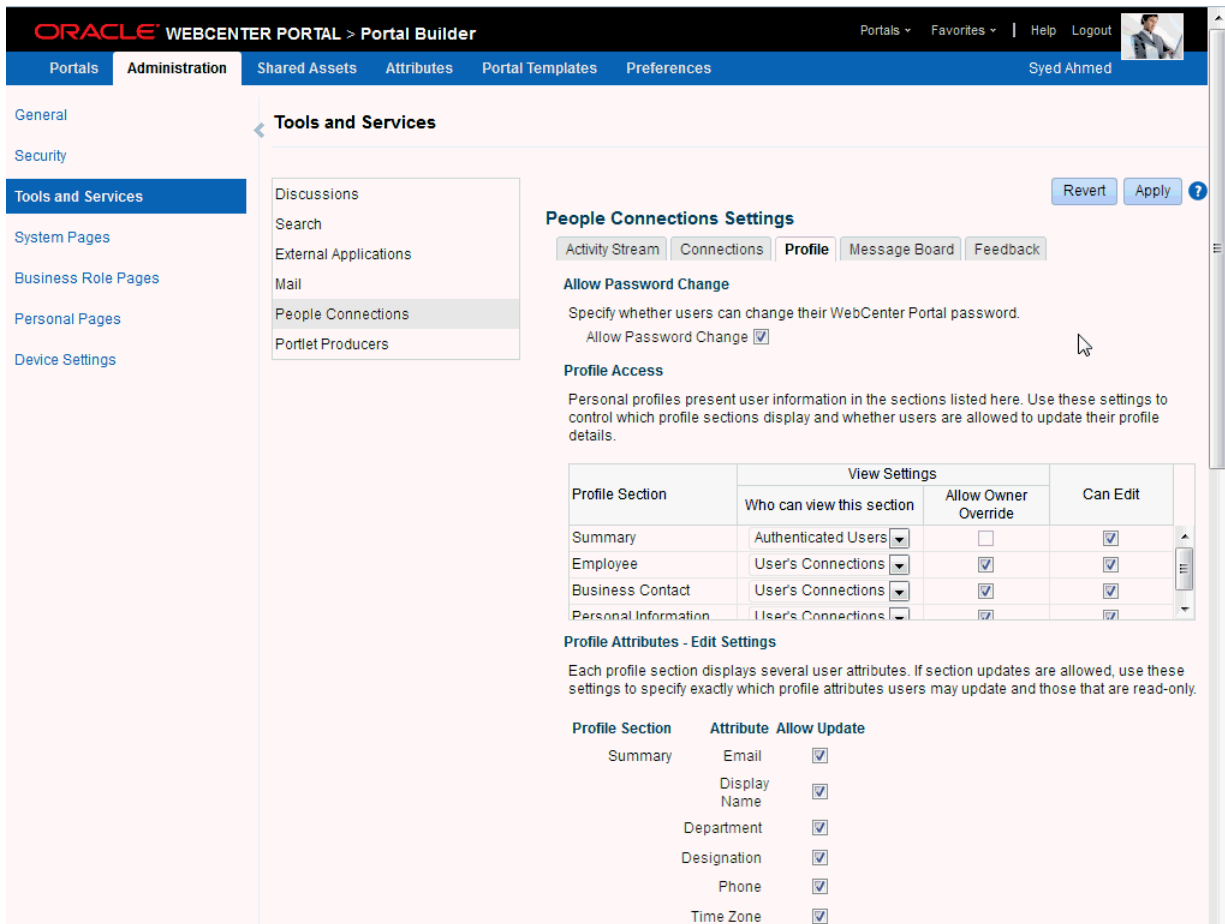 ORACLE WEBCENTER PORTAL > Portal Builder
Portals Favorites | Help Logout
Portals Administration Shared Assets Attributes Portal Templates Preferences Syed Ahmed
General
Security
Tools and Services
System Pages
Business Role Pages
Personal Pages
Device Settings
Tools and Services
Discussions
Search
External Applications
Mail
People Connections
Portlet Producers
Revert Apply ?
People Connections Settings
Activity Stream Connections Profile Message Board Feedback
Allow Password Change
Specify whether users can change their WebCenter Portal password.
Allow Password Change
Profile Access
Personal profiles present user information in the sections listed here. Use these settings to
control which profile sections display and whether users are allowed to update their profile
details.
View Settings
Profile Section Who can view this section Allow Owner Override Can Edit
Summary Authenticated Users
Employee User's Connections
Business Contact User's Connections
Personal Information User's Connections
Profile Attributes - Edit Settings
Each profile section displays several user attributes. If section updates are allowed, use these
settings to specify exactly which profile attributes users may update and those that are read-only.
Profile Section Attribute Allow Update
Summary Email
Display
Name
Department
Designation
Phone
Time Zone